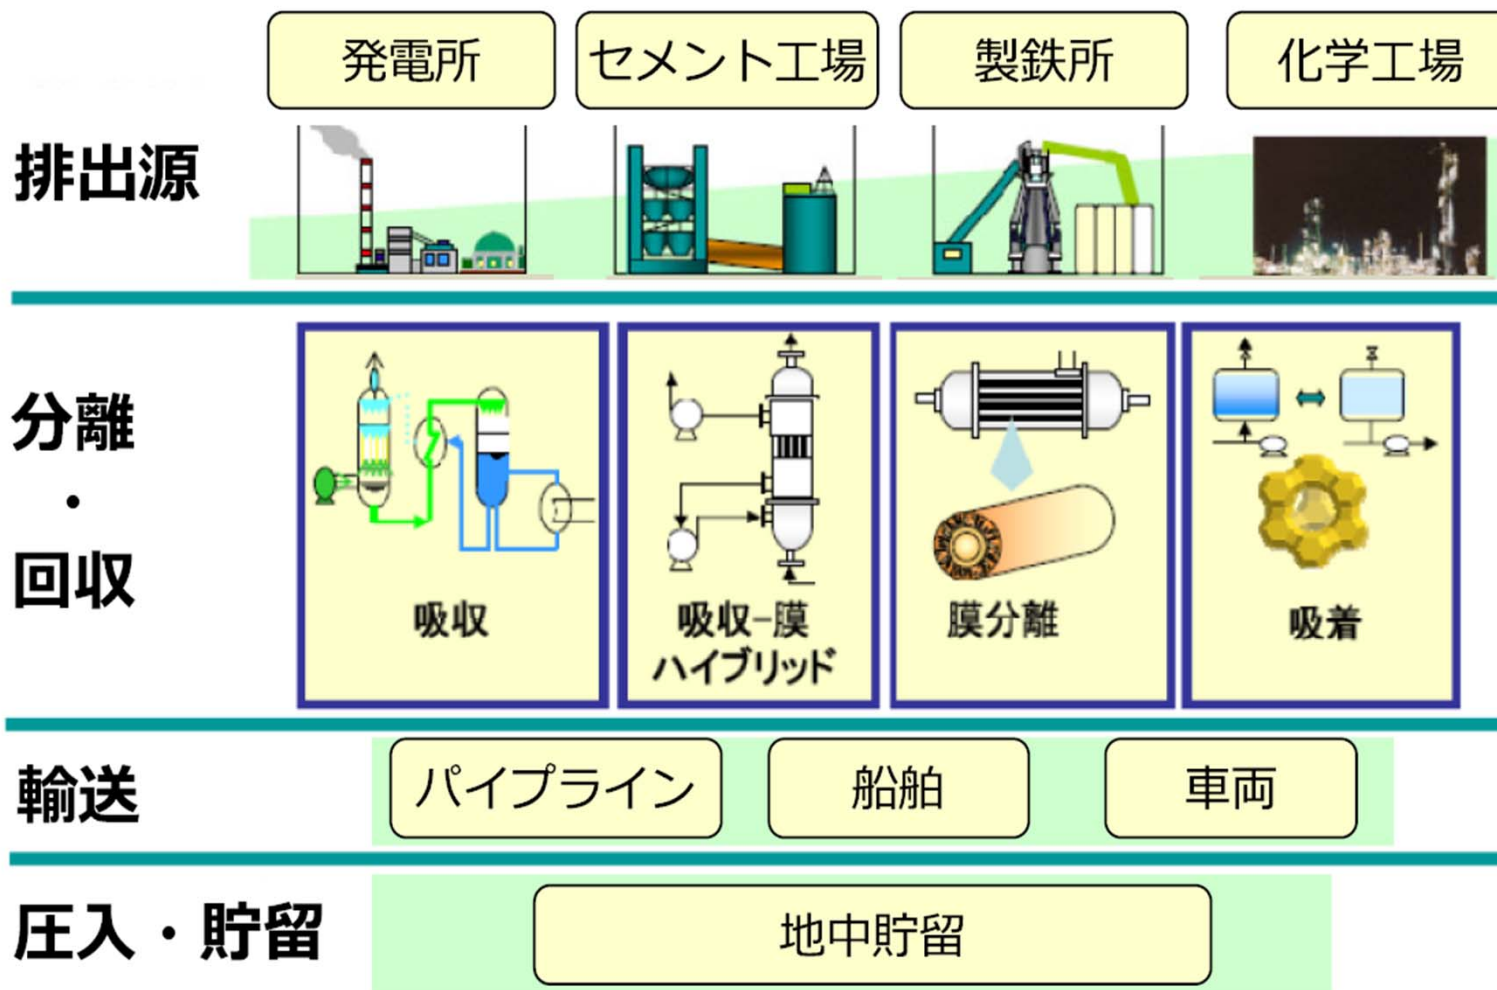 発電所
セメント工場
製鉄所
化学工場
排出源
分離
・
回収
吸収
吸収-膜
ハイブリッド
膜分離
吸着
輸送
パイプライン
船舶
車両
圧入・貯留
地中貯留